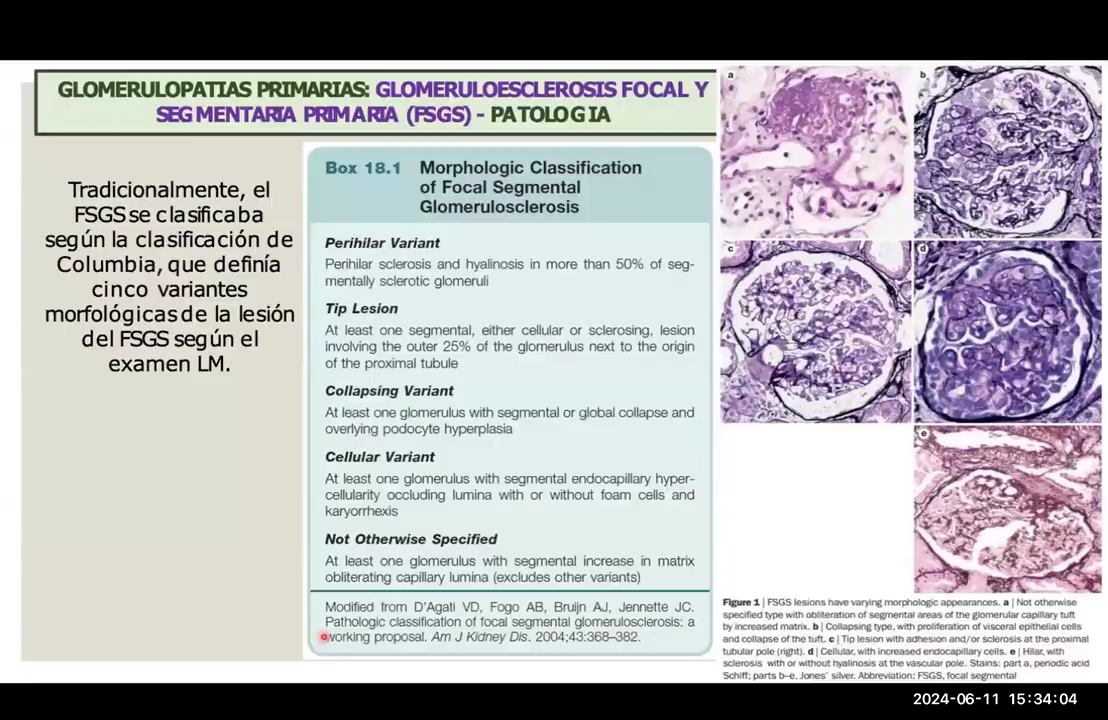 GLOMERULOPATIAS PRIMARIAS: GLOMERULOESCLEROSIS FOCAL Y
SEGMENTARIA PRIMARIA (FSGS) - PATOLOGIA
Tradicionalmente, el
FSGS se clasificaba
según la clasificación de
Columbia, que definía
cinco variantes
morfológicas de la lesión
del FSGS según el
examen LM.
Box 18.1 Morphologic Classification
of Focal Segmental
Glomerulosclerosis
Perihilar Variant
Perihilar sclerosis and hyalinosis in more than 50% of seg-
mentally sclerotic glomeruli
Tip Lesion
At least one segmental, either cellular or sclerosing, lesion
involving the outer 25% of the glomerulus next to the origin
of the proximal tubule
Collapsing Variant
At least one glomerulus with segmental or global collapse and
overlying podocyte hyperplasia
Cellular Variant
At least one glomerulus with segmental endocapillary hyper-
cellularity occluding lumina with or without foam cells and
karyorrhexis
Not Otherwise Specified
At least one glomerulus with segmental increase in matrix
obliterating capillary lumina (excludes other variants)
Modified from D'Agati VD, Fogo AB, Bruijn AJ, Jennette JC.
Pathologic classification of focal segmental glomerulosclerosis: a
working proposal. Am J Kidney Dis. 2004;43:368–382.
a
b
c
d
e
Figure 1 | FSGS lesions have varying morphologic appearances. a | Not otherwise
specified type with obliteration of segmental areas of the glomerular capillary tuft
by increased matrix. b | Collapsing type, with proliferation of visceral epithelial cells
and collapse of the tuft. c | Tip lesion with adhesion and/or sclerosis at the proximal
tubular pole (right). d | Cellular, with increased endocapillary cells. e | Hilar, with
sclerosis with or without hyalinosis at the vascular pole. Stains: part a, periodic acid
Schiff; parts b–e, Jones' silver. Abbreviation: FSGS, focal segmental
2024-06-11 15:34:04